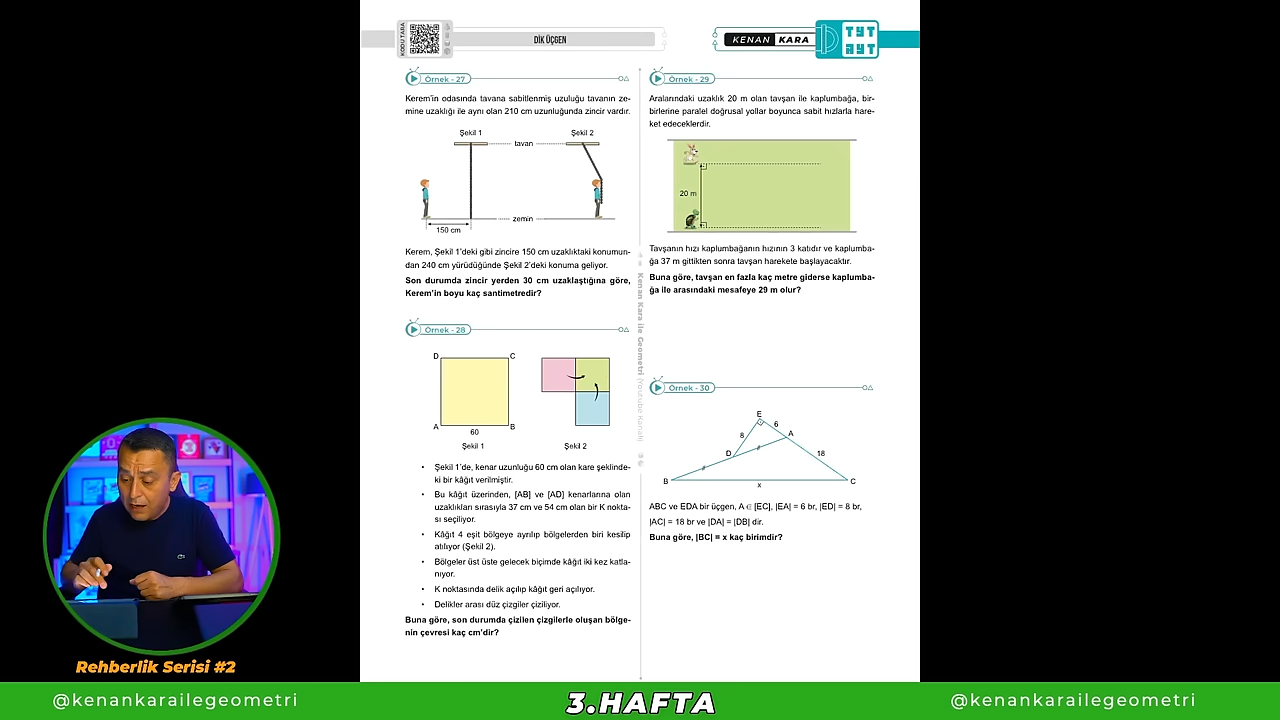 KODU TARA
DİK ÜÇGEN
KENAN KARA
TYT
AYT
Örnek - 27
Kerem'in odasında tavana sabitlenmiş uzuluğu tavanın ze-
mine uzaklığı ile aynı olan 210 cm uzunluğunda zincir vardır.
Şekil 1
Şekil 2
tavan
zemin
150 cm
Kerem, Şekil 1'deki gibi zincire 150 cm uzaklıktaki konumun-
dan 240 cm yürüdüğünde Şekil 2'deki konuma geliyor.
Son durumda zincir yerden 30 cm uzaklaştığına göre,
Kerem'in boyu kaç santimetredir?
Örnek - 28
D
C
A
B
60
Şekil 1
Şekil 2
• Şekil 1'de, kenar uzunluğu 60 cm olan kare şeklinde-
ki bir kâğıt verilmiştir.
• Bu kâğıt üzerinden, [AB] ve [AD] kenarlarına olan
uzaklıkları sırasıyla 37 cm ve 54 cm olan bir K nokta-
sı seçiliyor.
• Kâğıt 4 eşit bölgeye ayrılıp bölgelerden biri kesilip
atılıyor (Şekil 2).
• Bölgeler üst üste gelecek biçimde kâğıt iki kez katla-
nıyor.
• K noktasında delik açılıp kâğıt geri açılıyor.
• Delikler arası düz çizgiler çiziliyor.
Buna göre, son durumda çizilen çizgilerle oluşan bölge-
nin çevresi kaç cm'dir?
Kenan Kara ile Geometri (Youtube Kanalı)
Örnek - 29
Aralarındaki uzaklık 20 m olan tavşan ile kaplumbağa, bir-
birlerine paralel doğrusal yollar boyunca sabit hızlarla hare-
ket edeceklerdir.
20 m
Tavşanın hızı kaplumbağanın hızının 3 katıdır ve kaplumba-
ğa 37 m gittikten sonra tavşan harekete başlayacaktır.
Buna göre, tavşan en fazla kaç metre giderse kaplumba-
ğa ile arasındaki mesafeye 29 m olur?
Örnek - 30
E
6
8
A
D
18
B
x
C
ABC ve EDA bir üçgen, A ∈ [EC], |EA| = 6 br, |ED| = 8 br,
|AC| = 18 br ve |DA| = |DB| dir.
Buna göre, |BC| = x kaç birimdir?
Rehberlik Serisi #2
@kenankarailegeometri
3.HAFTA
@kenankarailegeometri